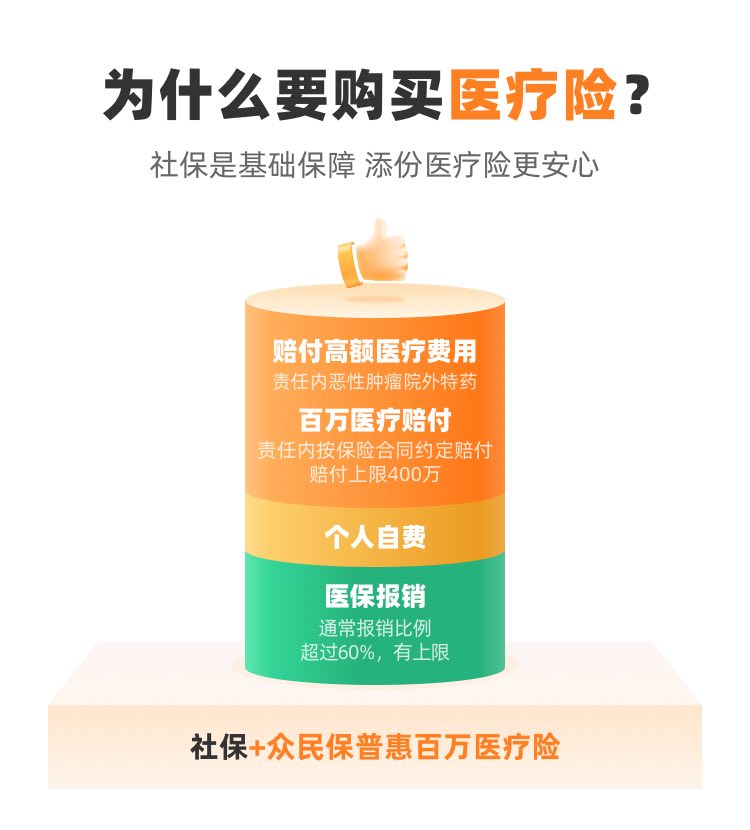 为什么要购买医疗险?
社保是基础保障 添份医疗险更安心
赔付高额医疗费用
责任内恶性肿瘤院外特药
百万医疗赔付
责任内按保险合同约定赔付
赔付上限400万
个人自费
医保报销
通常报销比例
超过60%，有上限
社保+众民保普惠百万医疗险